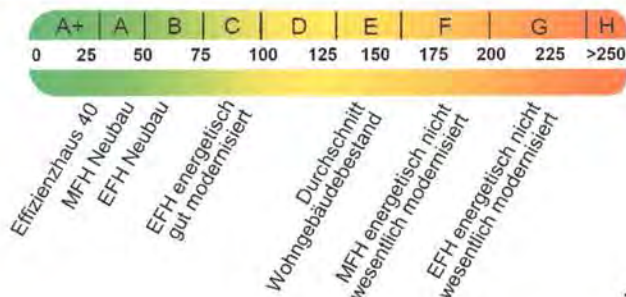 A+ A B C D E F G H
0 25 50 75 100 125 150 175 200 225 >250
Effizienzhaus 40
MFH Neubau
EFH Neubau
EFH energetisch
gut modernisiert
Durchschnitt
Wohngebäudebestand
MFH energetisch nicht
wesentlich modernisiert
EFH energetisch nicht
wesentlich modernisiert